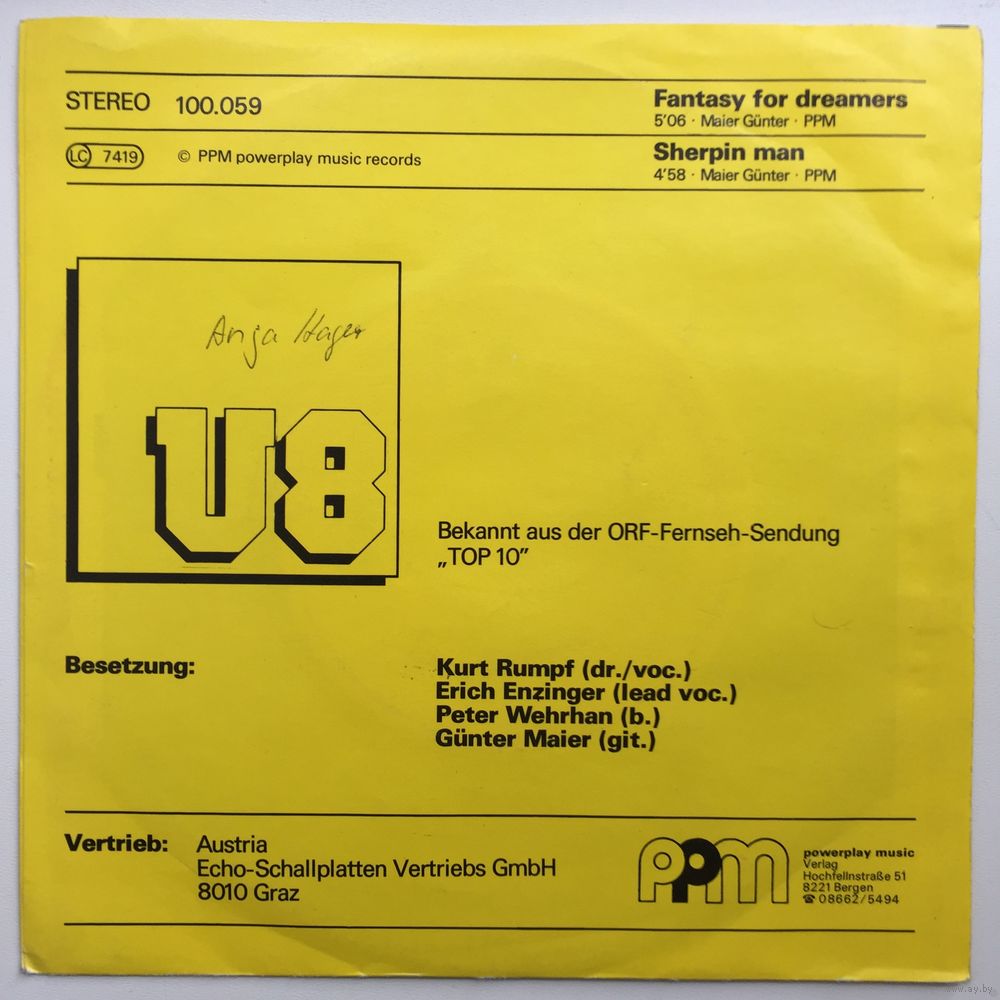 STEREO 100.059
Fantasy for dreamers
5'06 · Maier Günter · PPM
LC 7419 © PPM powerplay music records
Sherpin man
4'58 · Maier Günter · PPM
Anja Hager
U8
Bekannt aus der ORF-Fernseh-Sendung
„TOP 10”
Besetzung:
Kurt Rumpf (dr./voc.)
Erich Enzinger (lead voc.)
Peter Wehrhan (b.)
Günter Maier (git.)
Vertrieb: Austria
Echo-Schallplatten Vertriebs GmbH
8010 Graz
ppm
powerplay music
Verlag
Hochfellnstraße 51
8221 Bergen
☎ 08662/5494
www.ay.by